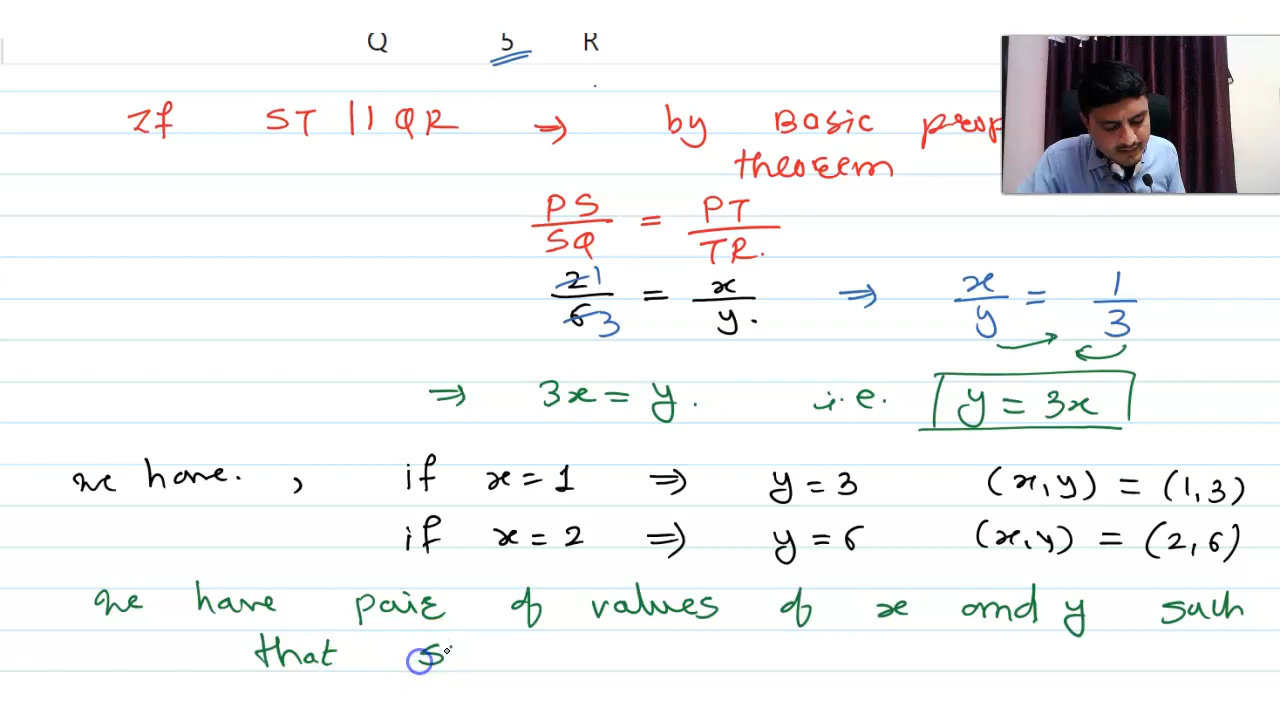 Q 5 R
If ST || QR ⇒ by Basic prop
theorem
PS/SQ = PT/TR.
2 1/6 3 = x/y. ⇒ x/y = 1/3
⇒ 3x = y. i.e. y = 3x
we have. , if x = 1 ⇒ y = 3 (x,y) = (1,3)
if x = 2 ⇒ y = 6 (x,y) = (2,6)
we have pair of values of x and y such
that S